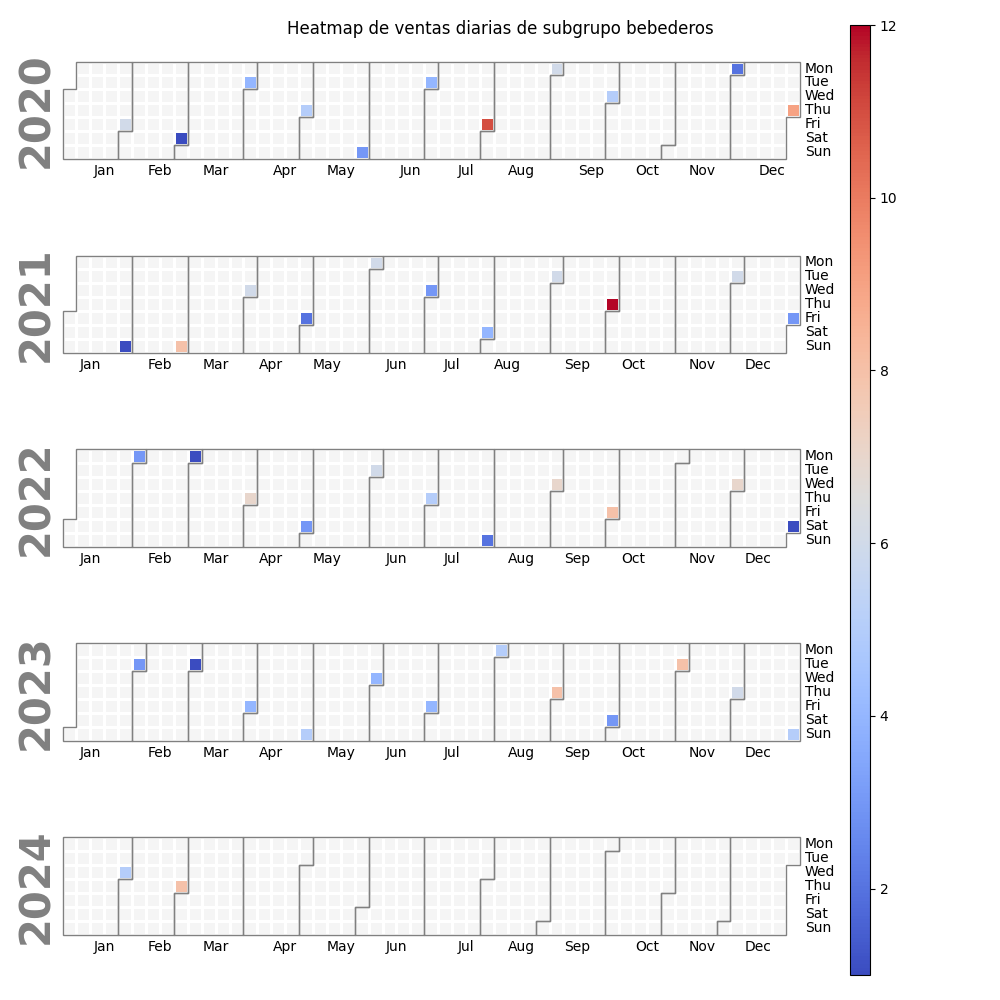 Heatmap de ventas diarias de subgrupo bebederos
2020
Mon
Tue
Wed
Thu
Fri
Sat
Sun
Jan Feb Mar Apr May Jun Jul Aug Sep Oct Nov Dec
2021
Mon
Tue
Wed
Thu
Fri
Sat
Sun
Jan Feb Mar Apr May Jun Jul Aug Sep Oct Nov Dec
2022
Mon
Tue
Wed
Thu
Fri
Sat
Sun
Jan Feb Mar Apr May Jun Jul Aug Sep Oct Nov Dec
2023
Mon
Tue
Wed
Thu
Fri
Sat
Sun
Jan Feb Mar Apr May Jun Jul Aug Sep Oct Nov Dec
2024
Mon
Tue
Wed
Thu
Fri
Sat
Sun
Jan Feb Mar Apr May Jun Jul Aug Sep Oct Nov Dec
12
10
8
6
4
2